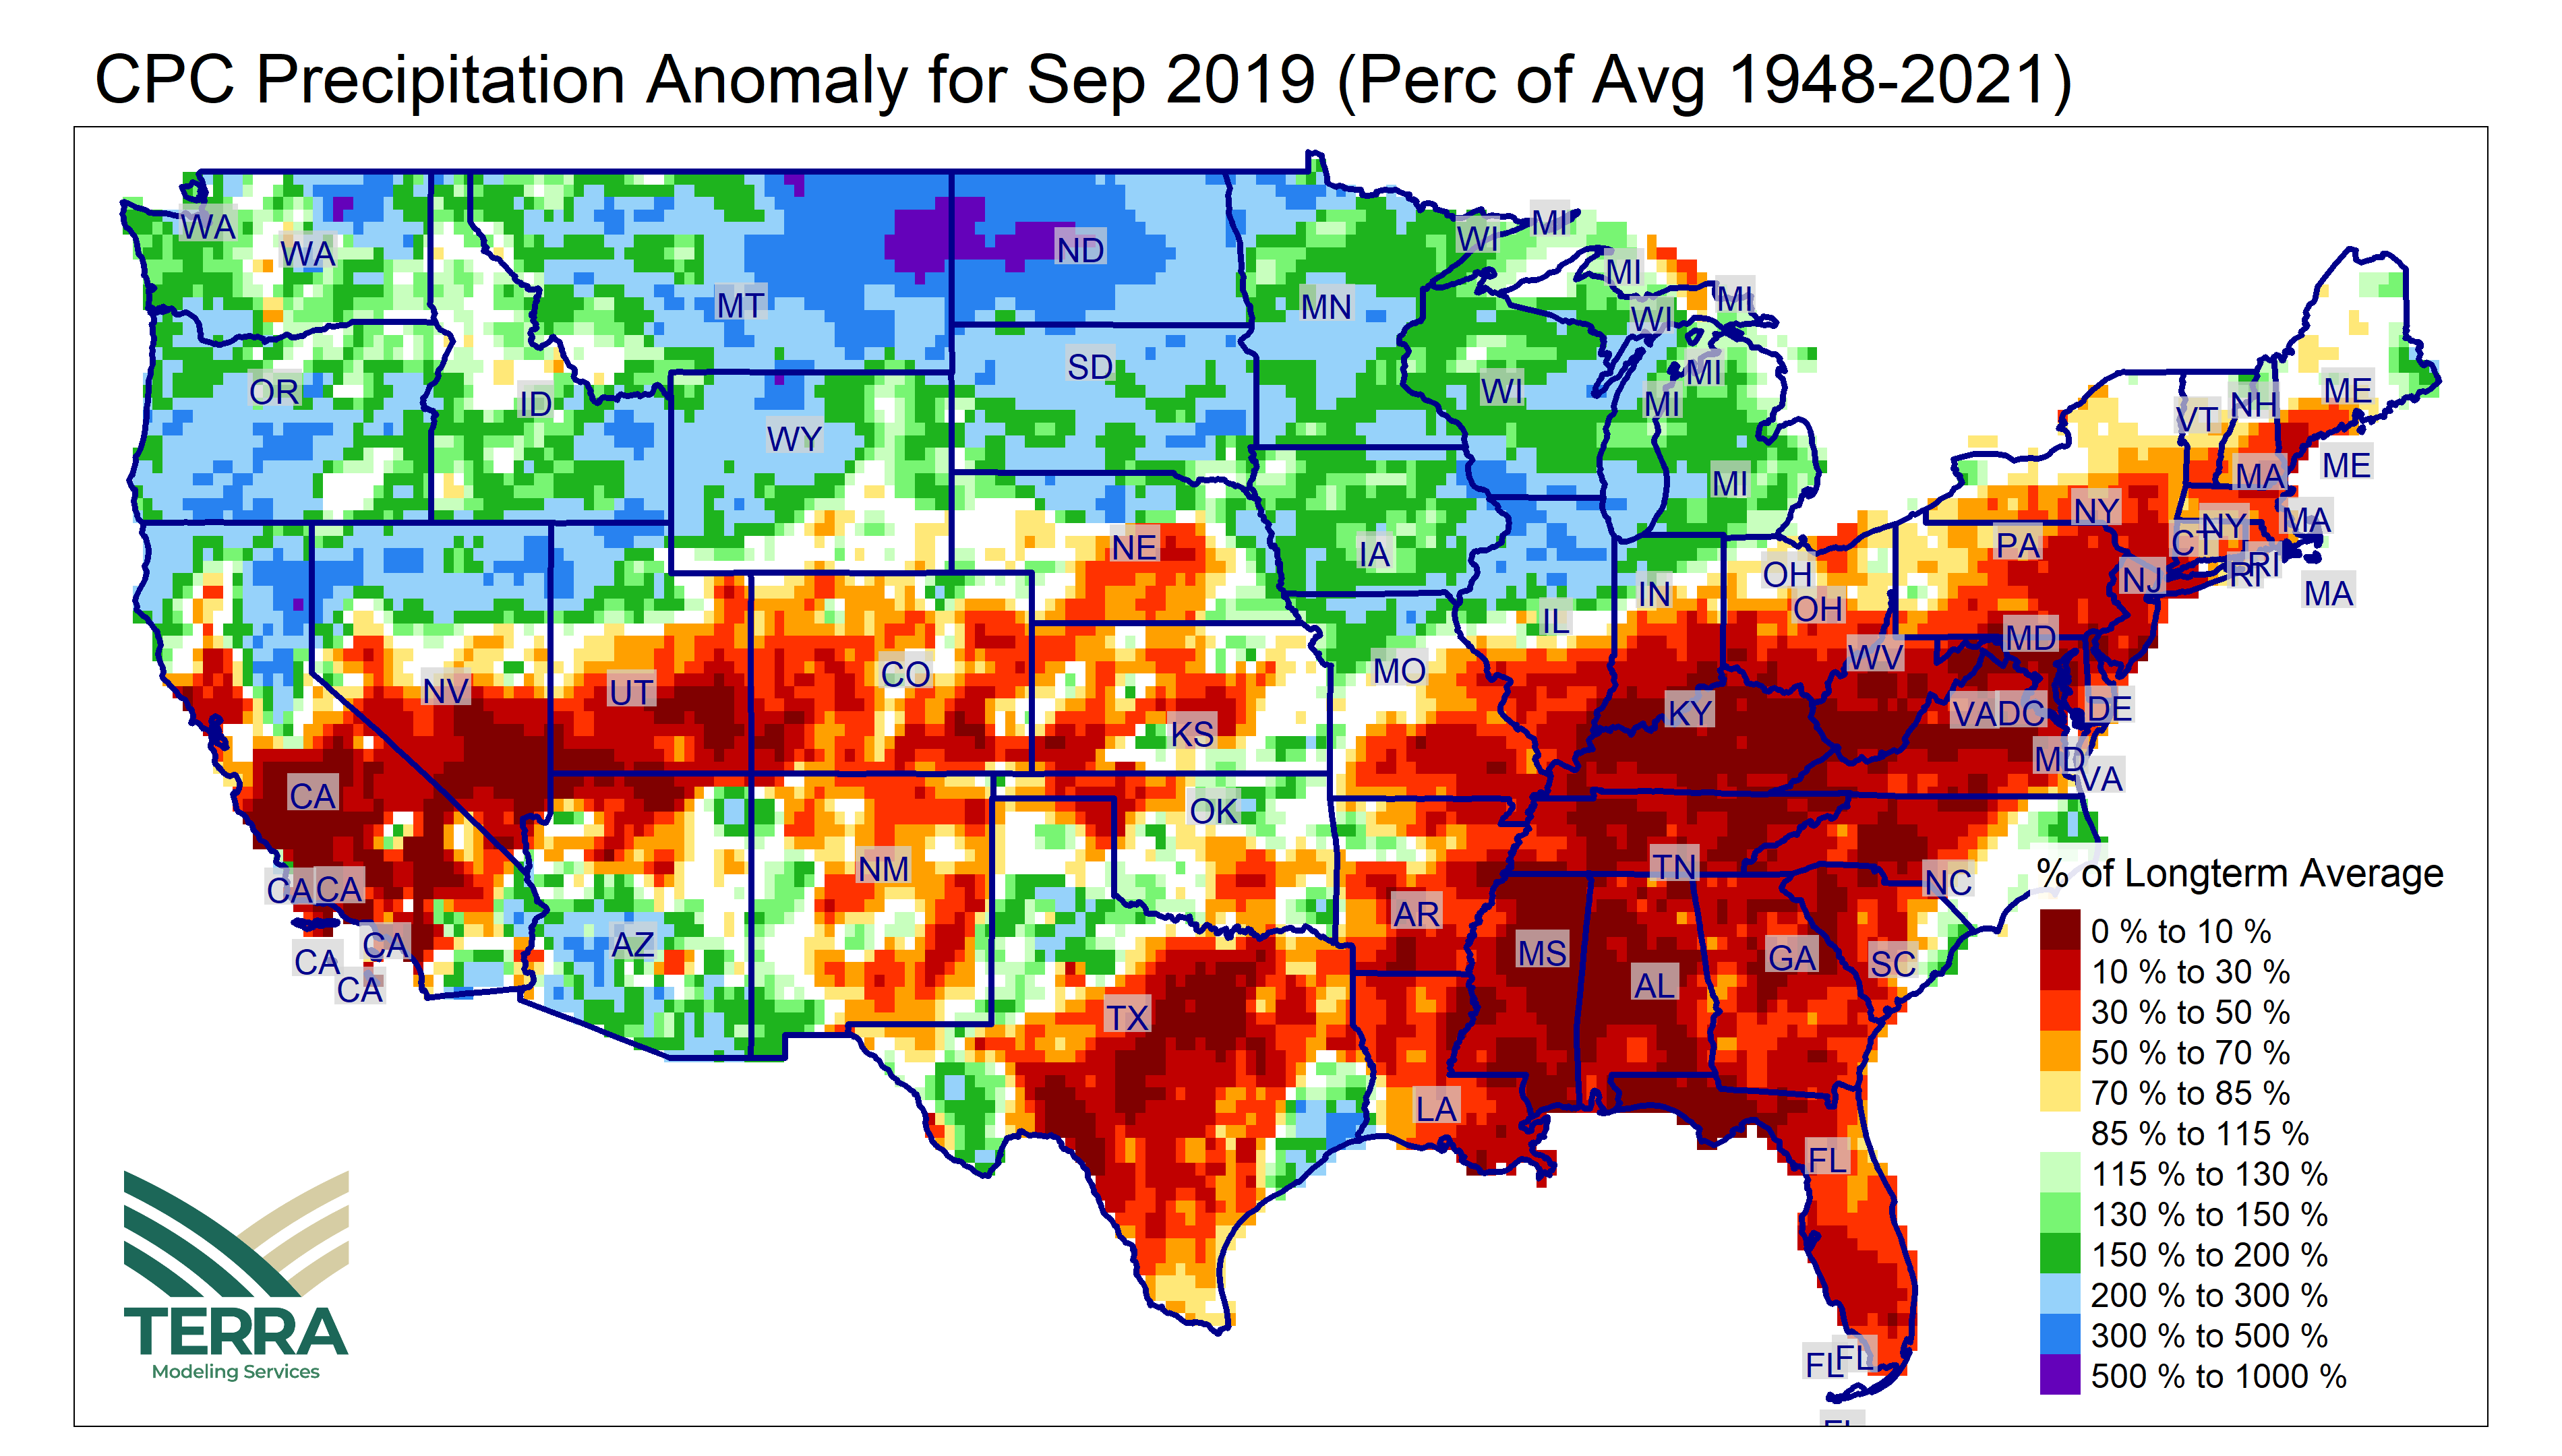 CPC Precipitation Anomaly for Sep 2019 (Perc of Avg 1948-2021)
WA
WA
MT
ND
MN
WI
MI
MI
MI
WI
OR
ID
WY
SD
WI
MI
MI
MI
VT
NH
ME
ME
MA
MA
NE
IA
IL
IN
OH
OH
PA
NY
NY
CT
RI
RI
MA
NJ
NV
UT
CO
KS
MO
KY
WV
MD
VA
DC
DE
MD
VA
CA
CA
CA
CA
CA
CA
AZ
NM
OK
TX
AR
LA
MS
AL
TN
GA
SC
NC
FL
FL
FL
% of Longterm Average
0 % to 10 %
10 % to 30 %
30 % to 50 %
50 % to 70 %
70 % to 85 %
85 % to 115 %
115 % to 130 %
130 % to 150 %
150 % to 200 %
200 % to 300 %
300 % to 500 %
500 % to 1000 %
TERRA
Modeling Services